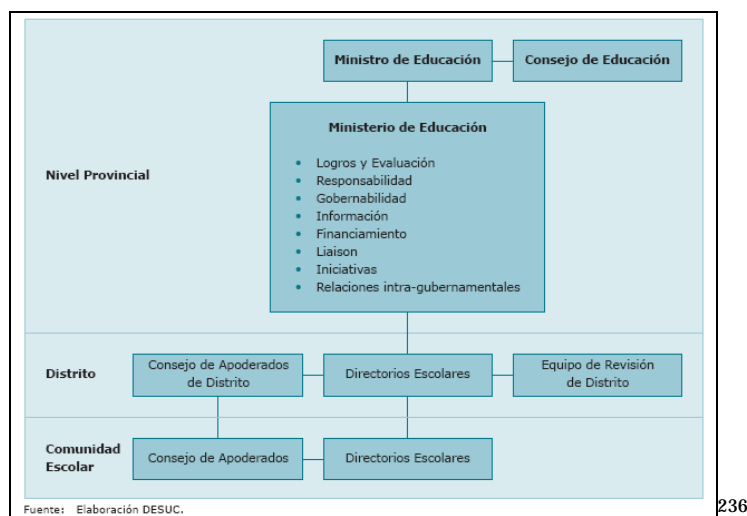 Ministro de Educación
Consejo de Educación
Ministerio de Educación
Nivel Provincial
• Logros y Evaluación
• Responsabilidad
• Gobernabilidad
• Información
• Financiamiento
• Liaison
• Iniciativas
• Relaciones intra-gubernamentales
Distrito
Consejo de Apoderados
de Distrito
Directorios Escolares
Equipo de Revisión
de Distrito
Comunidad
Escolar
Consejo de Apoderados
Directorios Escolares
Fuente: Elaboración DESUC.
236